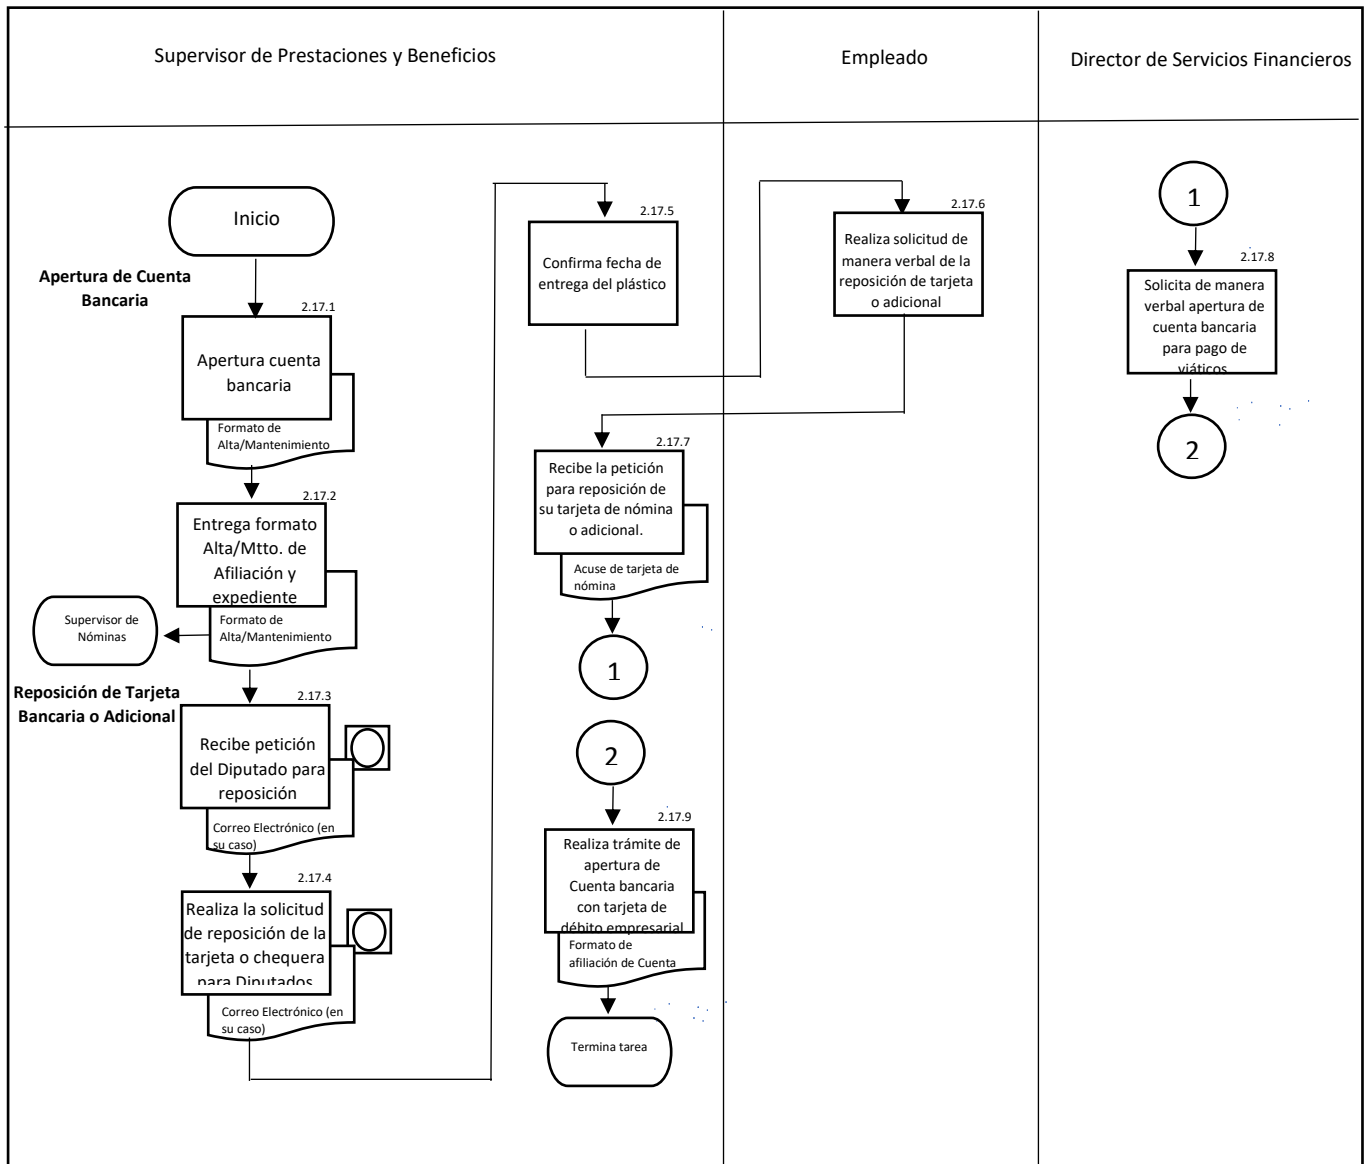 Supervisor de Prestaciones y Beneficios
Empleado
Director de Servicios Financieros
Inicio
Apertura de Cuenta
Bancaria
2.17.1
Apertura cuenta
bancaria
Formato de
Alta/Mantenimiento
2.17.2
Entrega formato
Alta/Mtto. de
Afiliación y
expediente
Formato de
Alta/Mantenimiento
Supervisor de
Nóminas
Reposición de Tarjeta
Bancaria o Adicional
2.17.3
Recibe petición
del Diputado para
reposición
Correo Electrónico (en
su caso)
2.17.4
Realiza la solicitud
de reposición de la
tarjeta o chequera
para Diputados
Correo Electrónico (en
su caso)
2.17.5
Confirma fecha de
entrega del plástico
2.17.6
Realiza solicitud de
manera verbal de la
reposición de tarjeta
o adicional
2.17.7
Recibe la petición
para reposición de
su tarjeta de nómina
o adicional.
Acuse de tarjeta de
nómina
1
1
2.17.8
Solicita de manera
verbal apertura de
cuenta bancaria
para pago de
viáticos
2
2
2.17.9
Realiza trámite de
apertura de
Cuenta bancaria
con tarjeta de
débito empresarial
Formato de
afiliación de Cuenta
Termina tarea